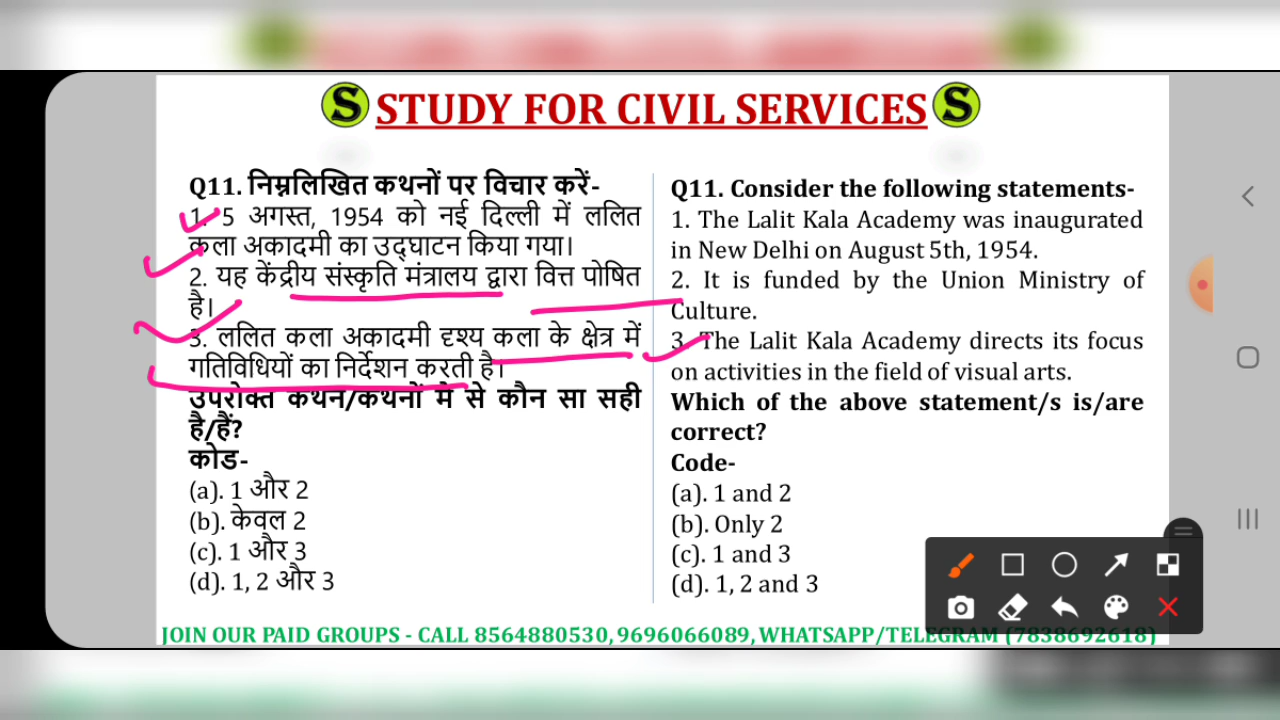 S STUDY FOR CIVIL SERVICES S
Q11. निम्नलिखित कथनों पर विचार करें-
1. 5 अगस्त, 1954 को नई दिल्ली में ललित
कला अकादमी का उद्घाटन किया गया।
2. यह केंद्रीय संस्कृति मंत्रालय द्वारा वित्त पोषित
है।
3. ललित कला अकादमी दृश्य कला के क्षेत्र में
गतिविधियों का निर्देशन करती है।
उपरोक्त कथन/कथनों मे से कौन सा सही
है/हैं?
कोड-
(a). 1 और 2
(b). केवल 2
(c). 1 और 3
(d). 1, 2 और 3
Q11. Consider the following statements-
1. The Lalit Kala Academy was inaugurated
in New Delhi on August 5th, 1954.
2. It is funded by the Union Ministry of
Culture.
3. The Lalit Kala Academy directs its focus
on activities in the field of visual arts.
Which of the above statement/s is/are
correct?
Code-
(a). 1 and 2
(b). Only 2
(c). 1 and 3
(d). 1, 2 and 3
JOIN OUR PAID GROUPS - CALL 8564880530, 9696066089, WHATSAPP/TELEGRAM (7838692618)